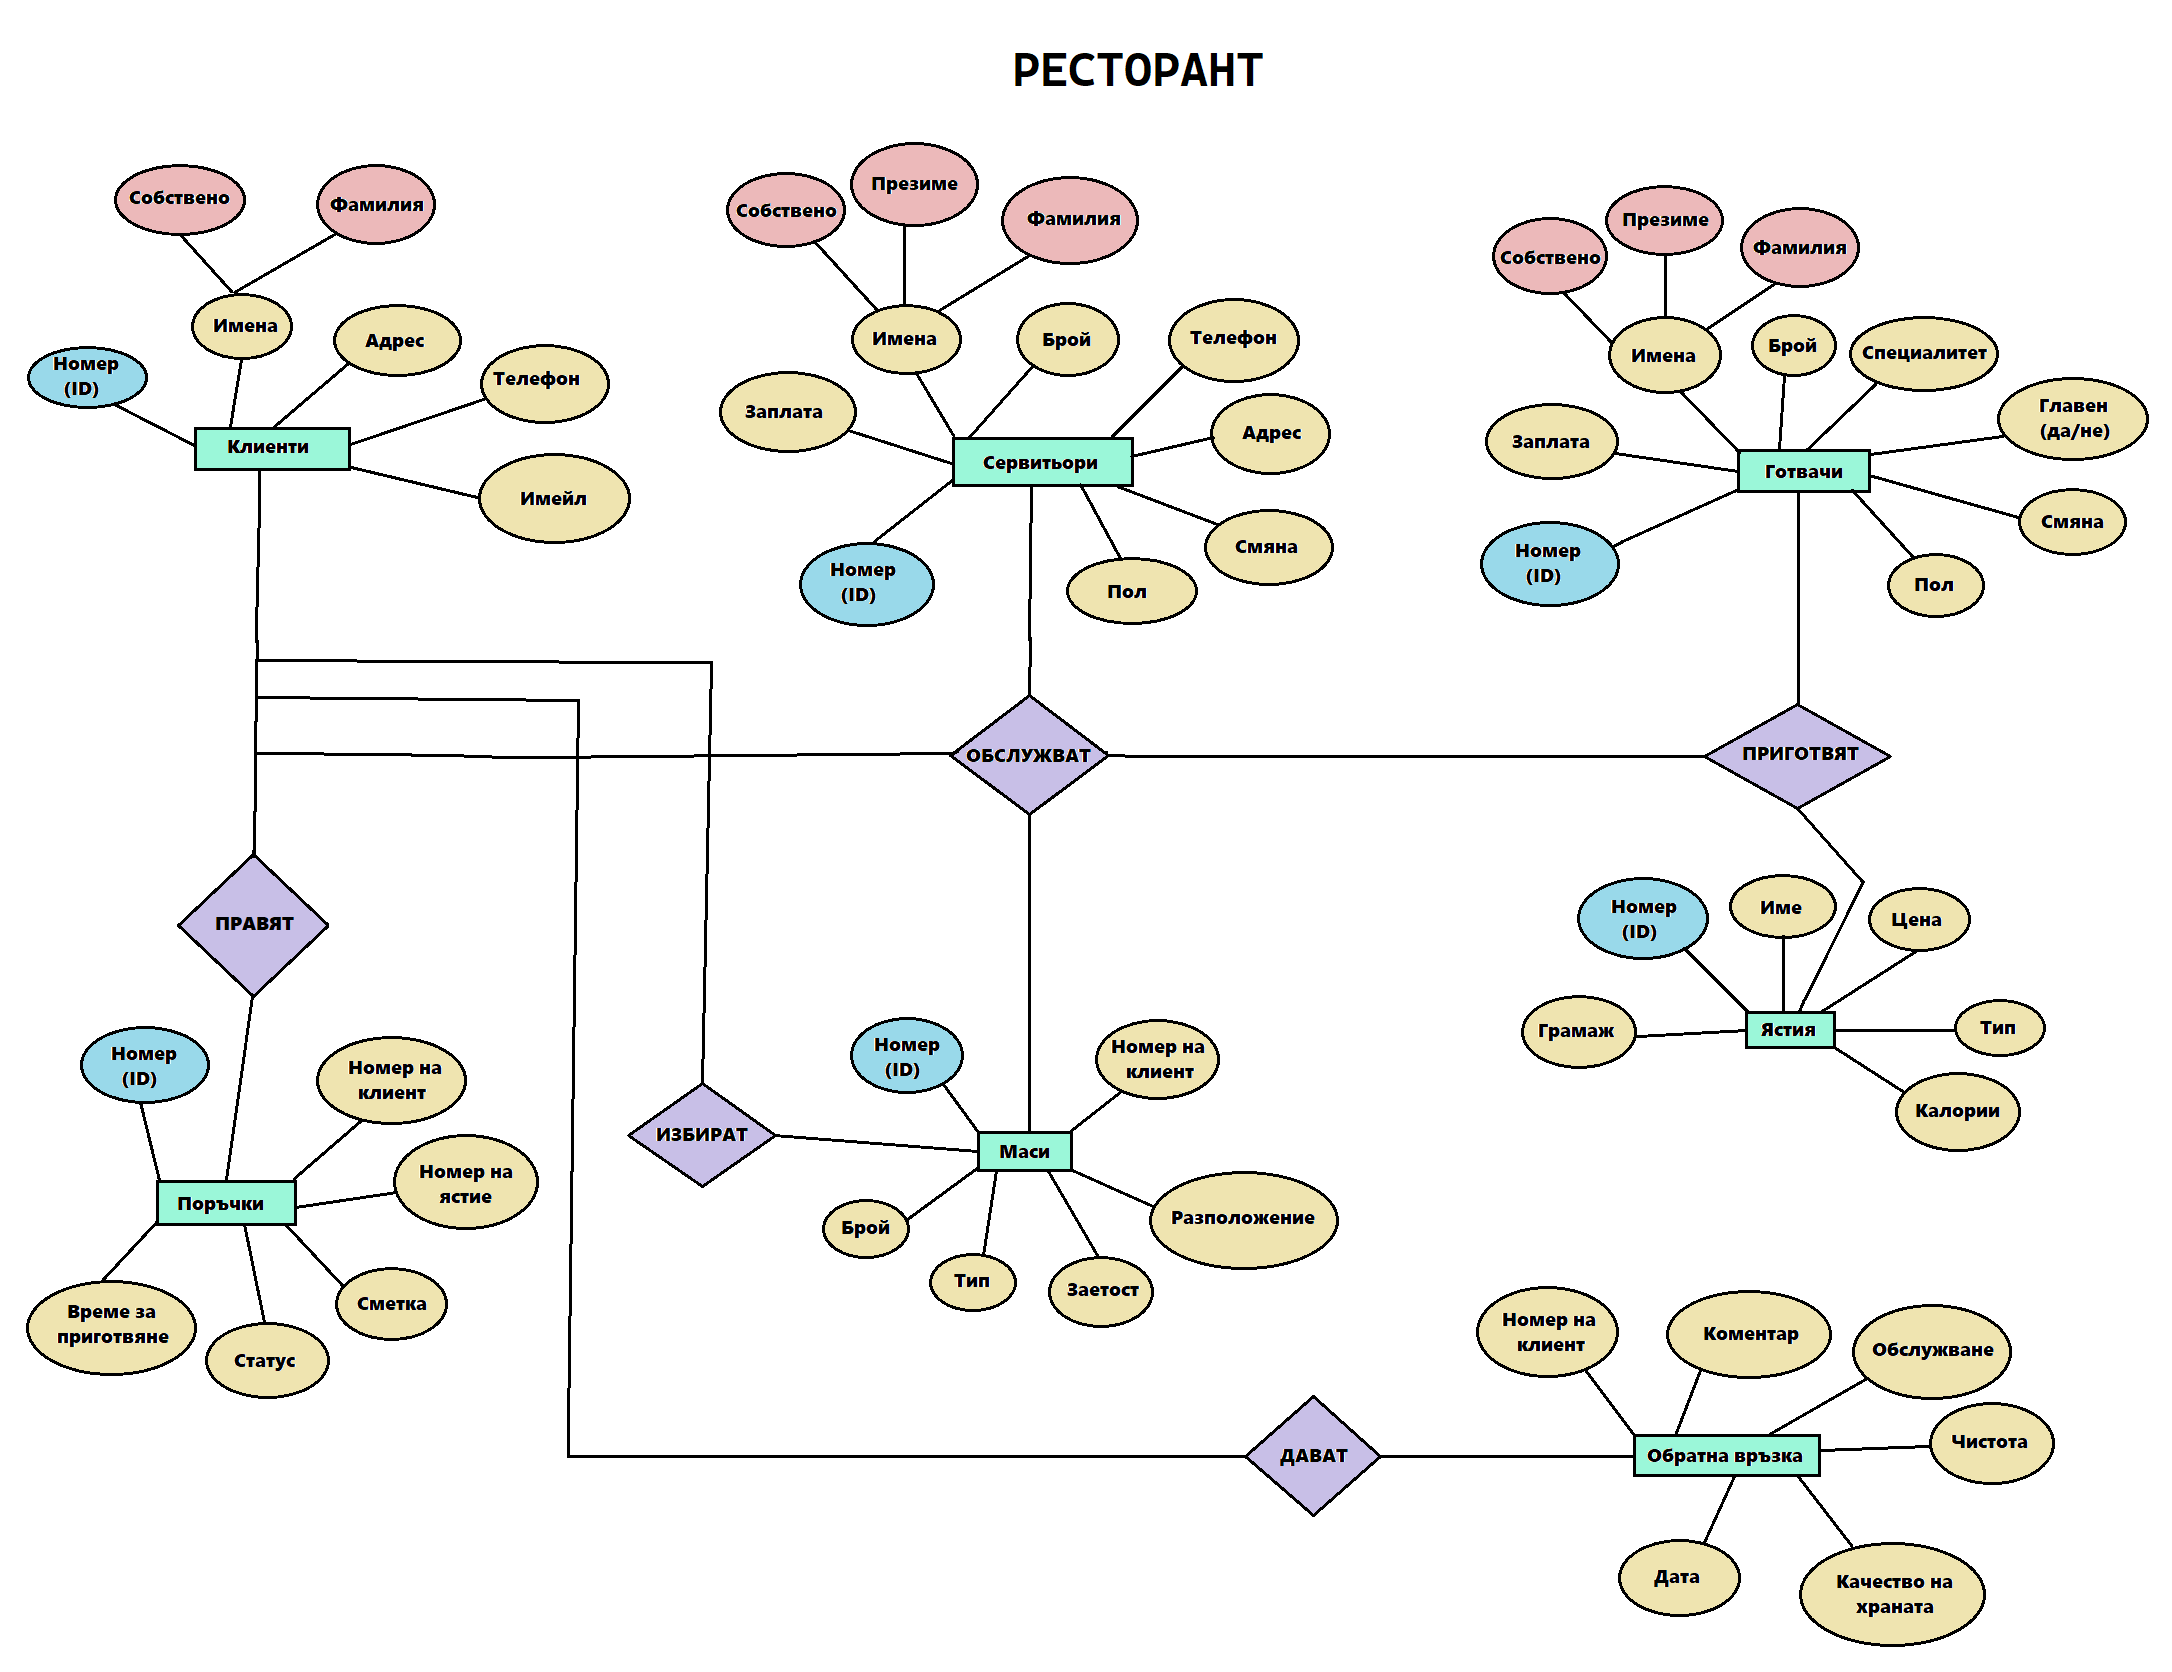 РЕСТОРАНТ
Собствено
Фамилия
Имена
Адрес
Телефон
Номер
(ID)
Клиенти
Имейл
Собствено
Презиме
Фамилия
Имена
Брой
Телефон
Заплата
Адрес
Сервитьори
Номер
(ID)
Пол
Смяна
Собствено
Презиме
Фамилия
Имена
Брой
Специалитет
Главен
(да/не)
Заплата
Готвачи
Номер
(ID)
Смяна
Пол
ОБСЛУЖВАТ
ПРИГОТВЯТ
ПРАВЯТ
Номер
(ID)
Име
Цена
Грамаж
Ястия
Тип
Калории
Номер
(ID)
Номер на
клиент
Номер на
ястие
Поръчки
Време за
приготвяне
Статус
Сметка
ИЗБИРАТ
Номер
(ID)
Номер на
клиент
Маси
Брой
Тип
Заетост
Разположение
ДАВАТ
Номер на
клиент
Коментар
Обслужване
Чистота
Обратна връзка
Дата
Качество на
храната